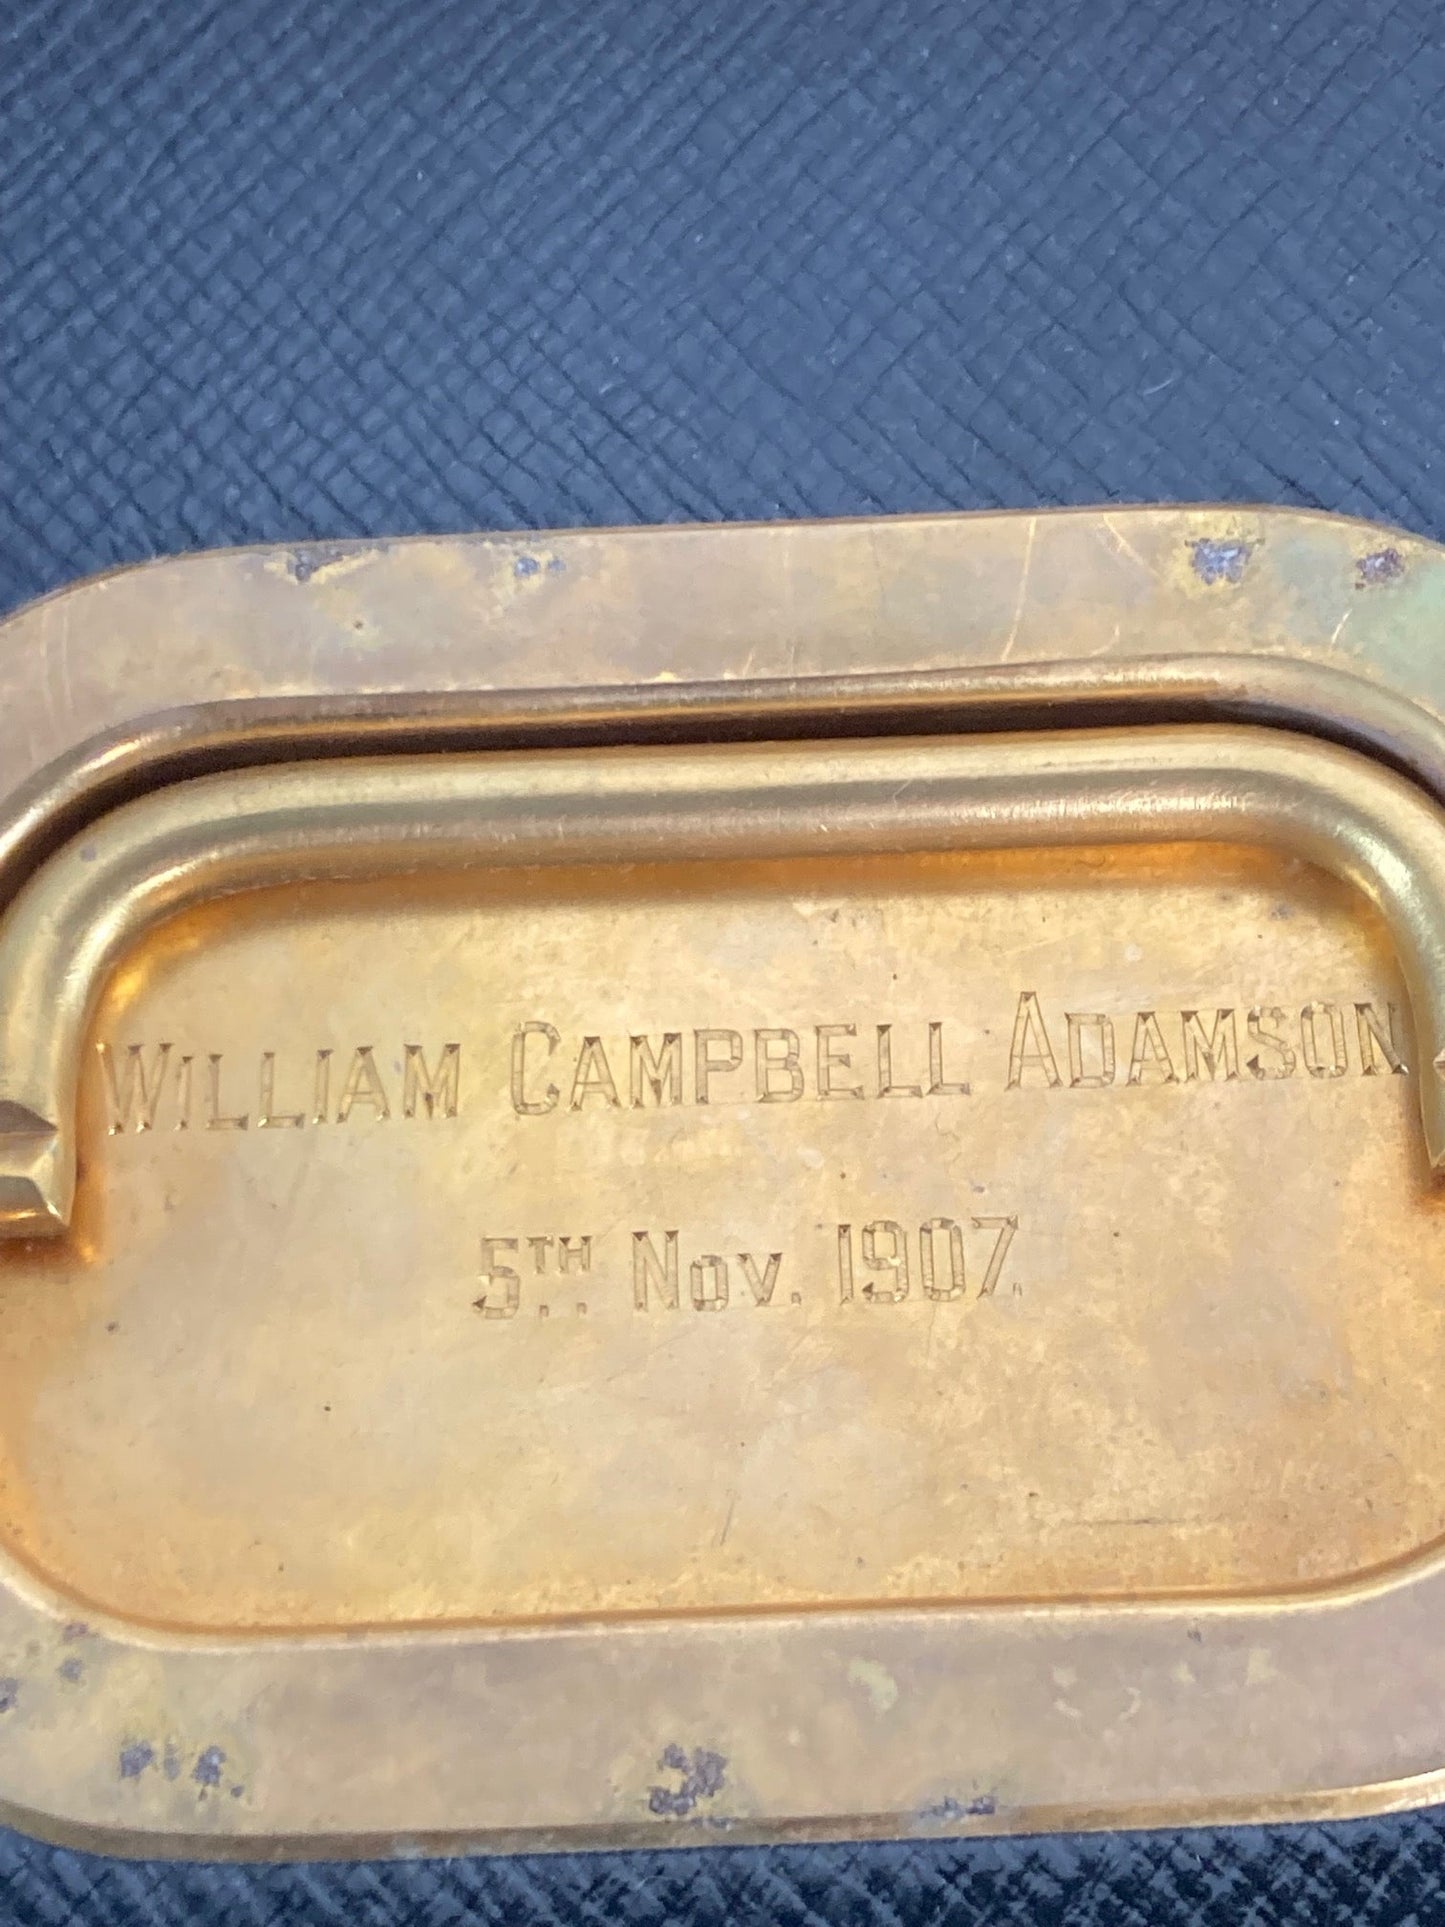 WILLIAM CAMPBELL ADAMSON
5TH NOV. 1907.